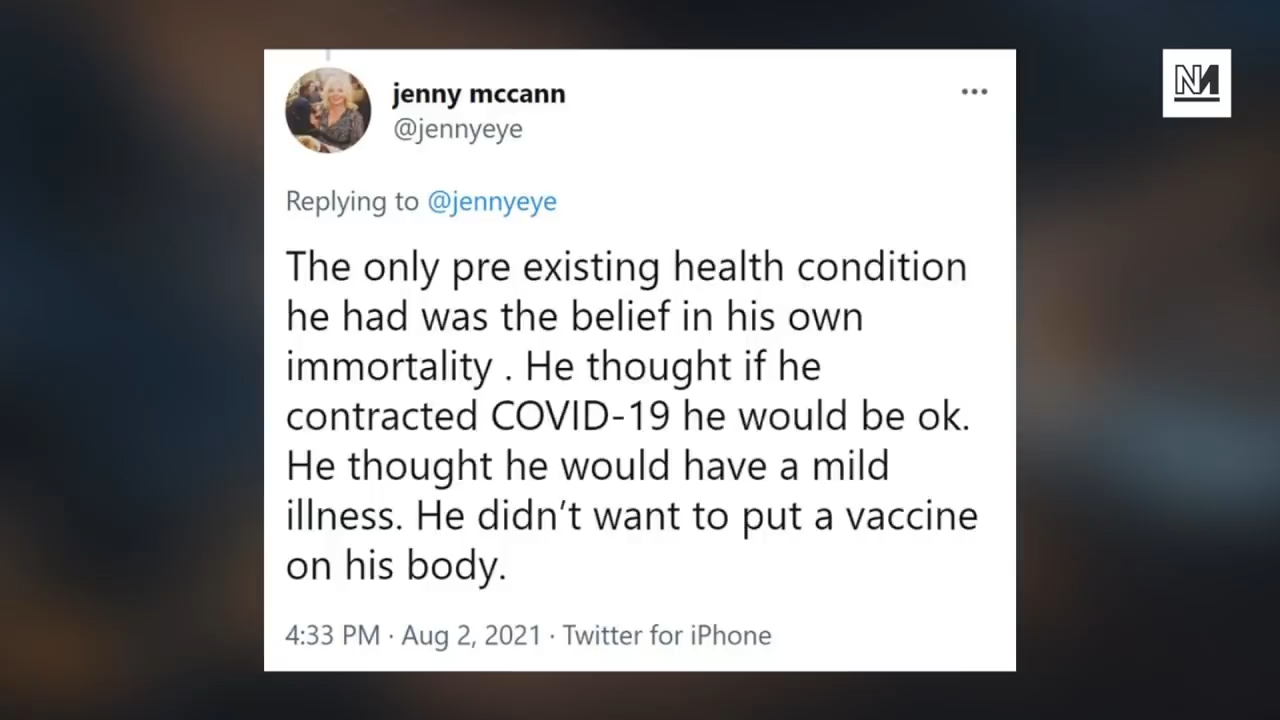 jenny mccann
@jennyeye
Replying to @jennyeye
The only pre existing health condition
he had was the belief in his own
immortality . He thought if he
contracted COVID-19 he would be ok.
He thought he would have a mild
illness. He didn’t want to put a vaccine
on his body.
4:33 PM · Aug 2, 2021 · Twitter for iPhone
NM